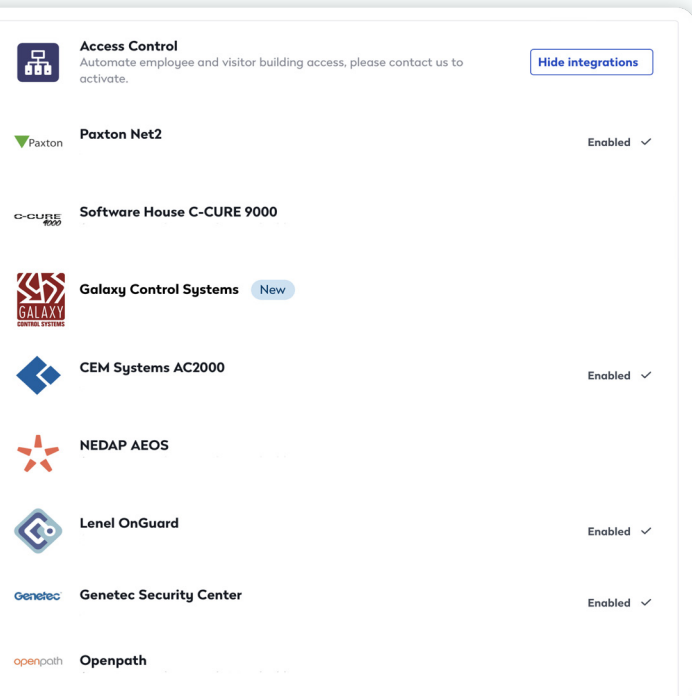 Access Control
Automate employee and visitor building access, please contact us to
activate.
Hide integrations
Paxton
Paxton Net2
Enabled
C-CURE
9000
Software House C-CURE 9000
GALAXY
CONTROL SYSTEMS
Galaxy Control Systems
New
CEM Systems AC2000
Enabled
NEDAP AEOS
Lenel OnGuard
Enabled
Genetec
Genetec Security Center
Enabled
openpath
Openpath